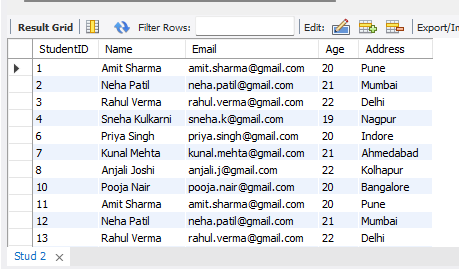 Result Grid Filter Rows: Edit: Export/Im
StudentID Name Email Age Address
1 Amit Sharma amit.sharma@gmail.com 20 Pune
2 Neha Patil neha.patil@gmail.com 21 Mumbai
3 Rahul Verma rahul.verma@gmail.com 22 Delhi
4 Sneha Kulkarni sneha.k@gmail.com 19 Nagpur
6 Priya Singh priya.singh@gmail.com 20 Indore
7 Kunal Mehta kunal.mehta@gmail.com 21 Ahmedabad
8 Anjali Joshi anjali.j@gmail.com 22 Kolhapur
10 Pooja Nair pooja.nair@gmail.com 20 Bangalore
11 Amit Sharma amit.sharma@gmail.com 20 Pune
12 Neha Patil neha.patil@gmail.com 21 Mumbai
13 Rahul Verma rahul.verma@gmail.com 22 Delhi
Stud 2